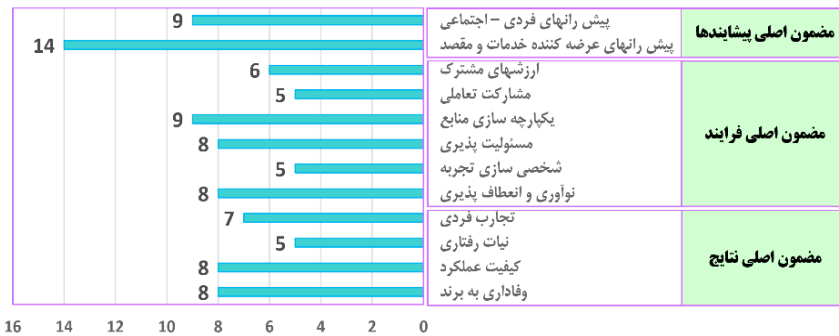 مضمون اصلی پیشایندها
پیش رانهای فردی – اجتماعی
9
پیش رانهای عرضه کننده خدمات و مقصد
14
مضمون اصلی فرایند
ارزشهای مشترک
6
مشارکت تعاملی
5
یکپارچه سازی منابع
9
مسئولیت پذیری
8
شخصی سازی تجربه
5
نوآوری و انعطاف پذیری
8
مضمون اصلی نتایج
تجارب فردی
7
نیات رفتاری
5
کیفیت عملکرد
8
وفاداری به برند
8
16 14 12 10 8 6 4 2 0